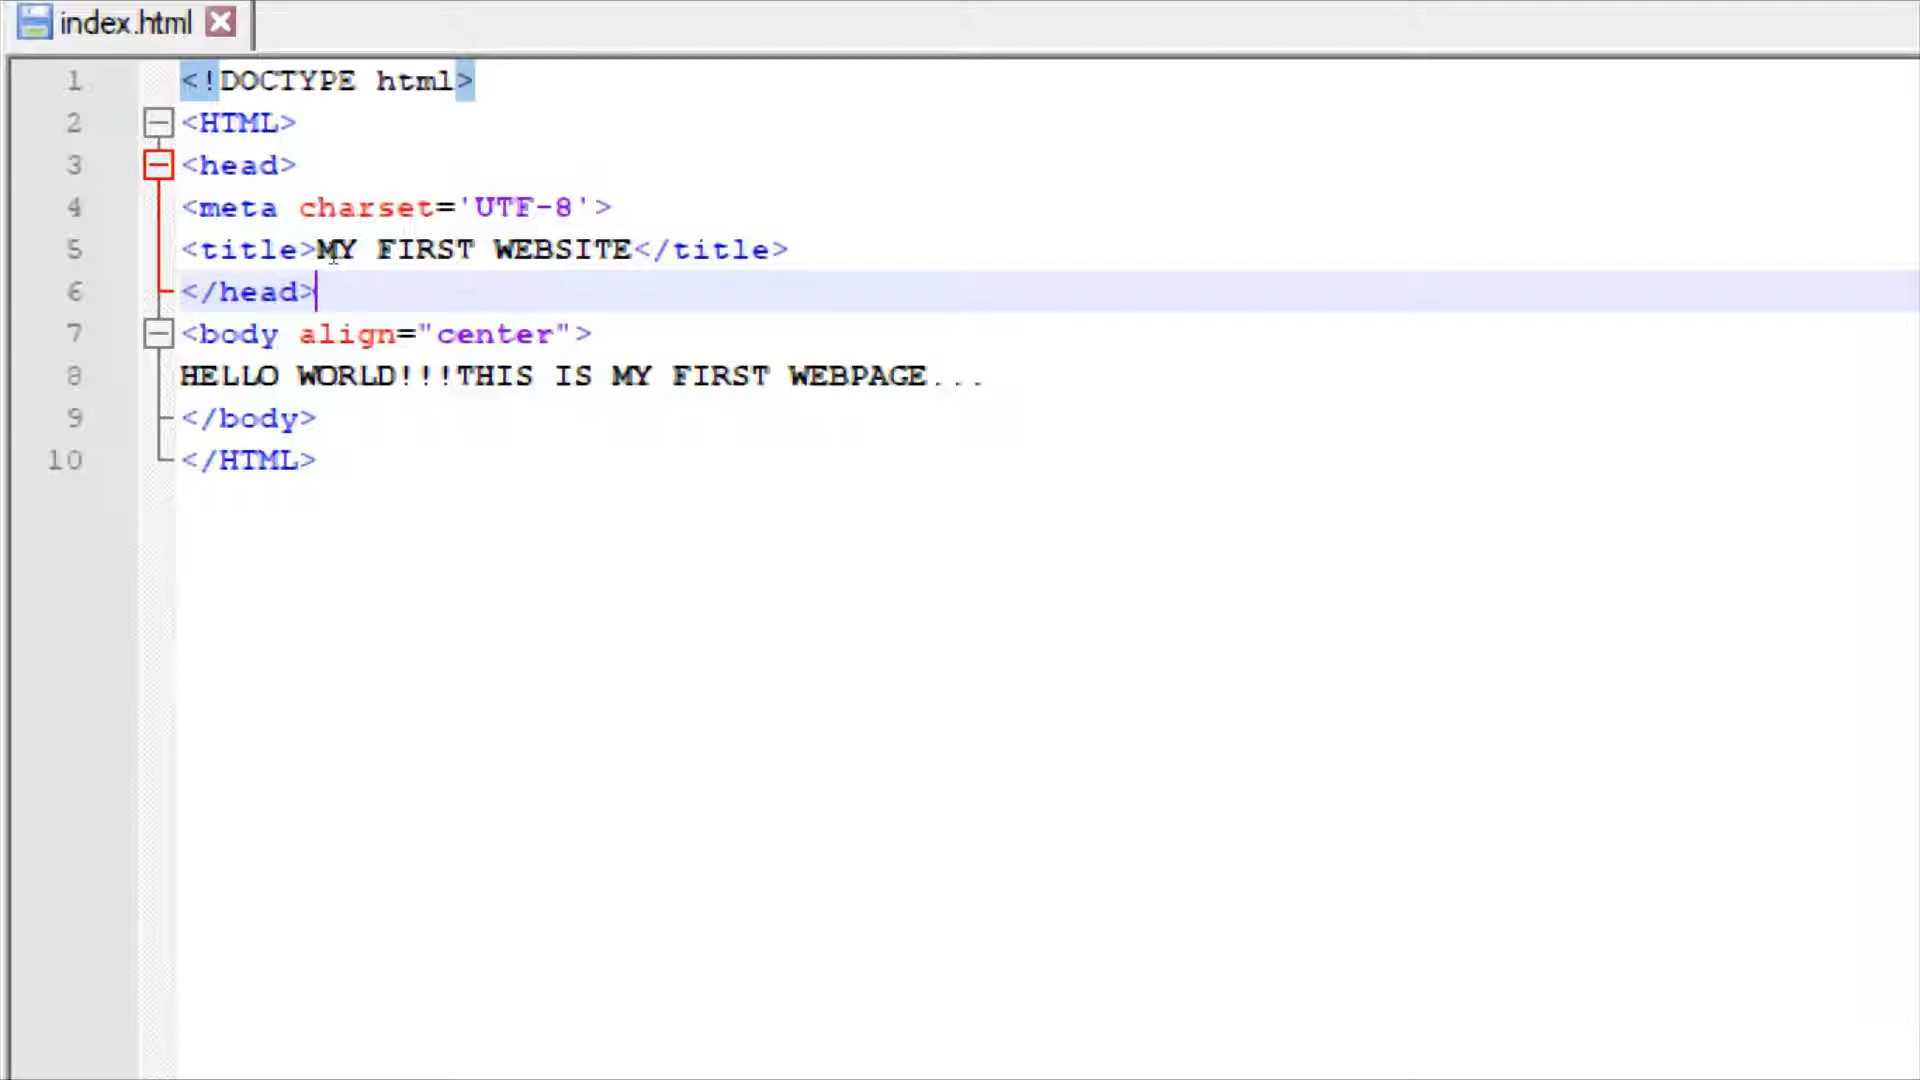 index.html
1 <!DOCTYPE html>
2 <HTML>
3 <head>
4 <meta charset='UTF-8'>
5 <title>MY FIRST WEBSITE</title>
6 </head>
7 <body align="center">
8 HELLO WORLD!!!THIS IS MY FIRST WEBPAGE...
9 </body>
10 </HTML>